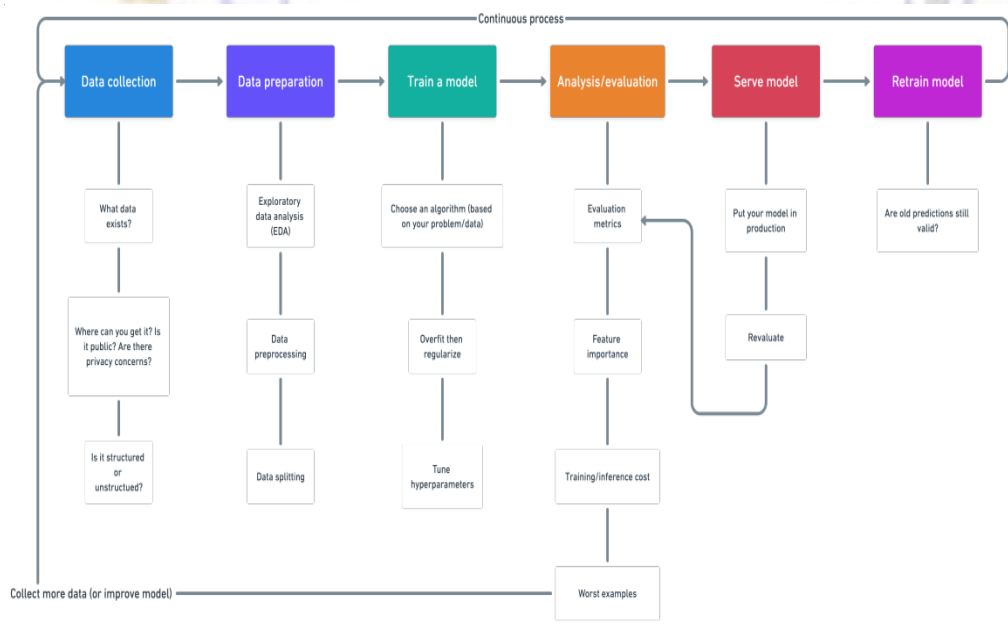 Continuous process
Data collection
Data preparation
Train a model
Analysis/evaluation
Serve model
Retrain model
What data
exists?
Where can you get it? Is
it public? Are there
privacy concerns?
Is it structured
or
unstructued?
Exploratory
data analysis
(EDA)
Data
preprocessing
Data splitting
Choose an algorithm (based
on your problem/data)
Overfit then
regularize
Tune
hyperparameters
Evaluation
metrics
Feature
importance
Training/inference cost
Worst examples
Put your model in
production
Revaluate
Are old predictions still
valid?
Collect more data (or improve model)